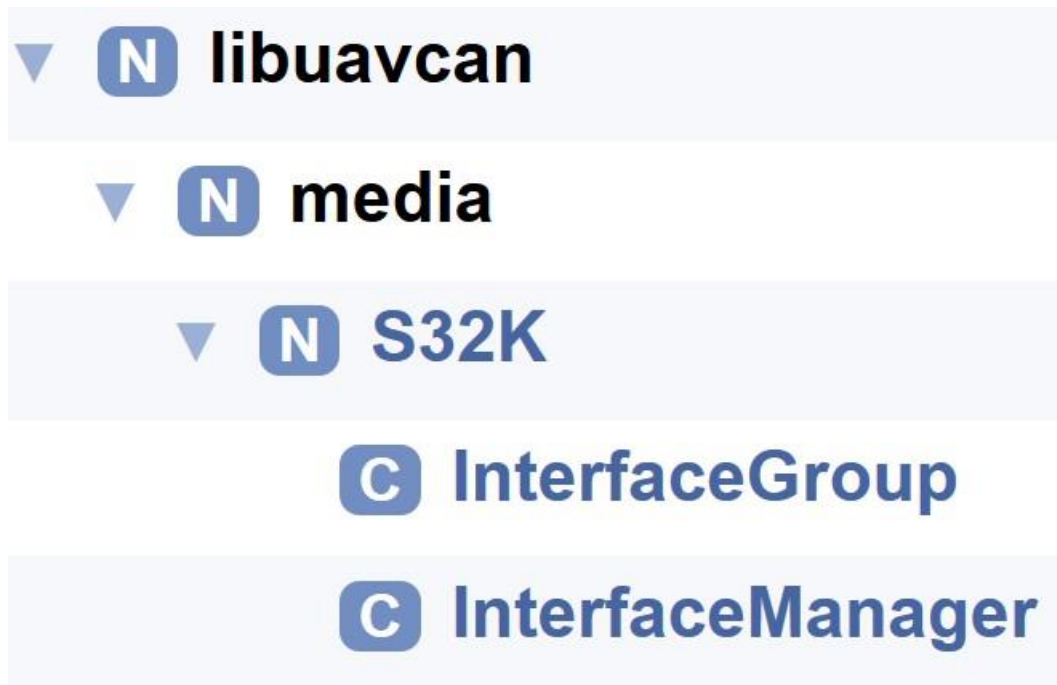 ▼ N libuavcan
▼ N media
▼ N S32K
C InterfaceGroup
C InterfaceManager